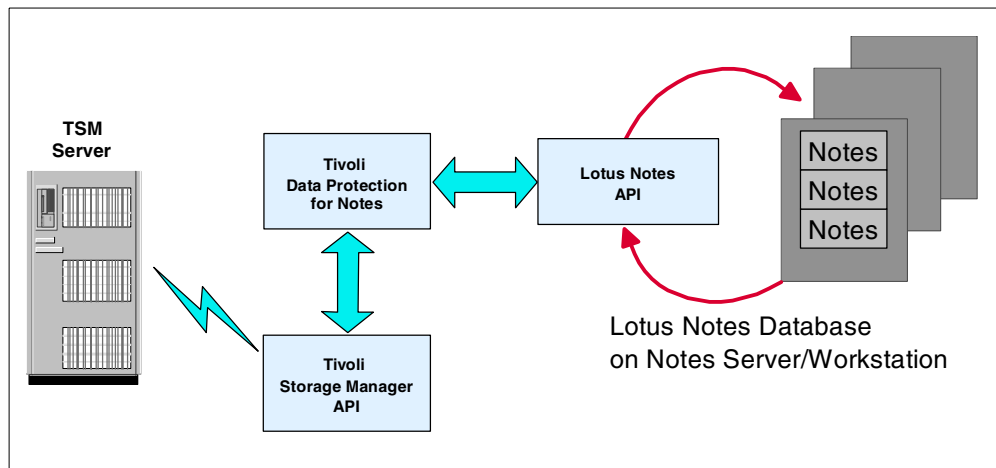 TSM
Server
Tivoli
Data Protection
for Notes
Lotus Notes
API
Notes
Notes
Notes
Tivoli
Storage Manager
API
Lotus Notes Database
on Notes Server/Workstation